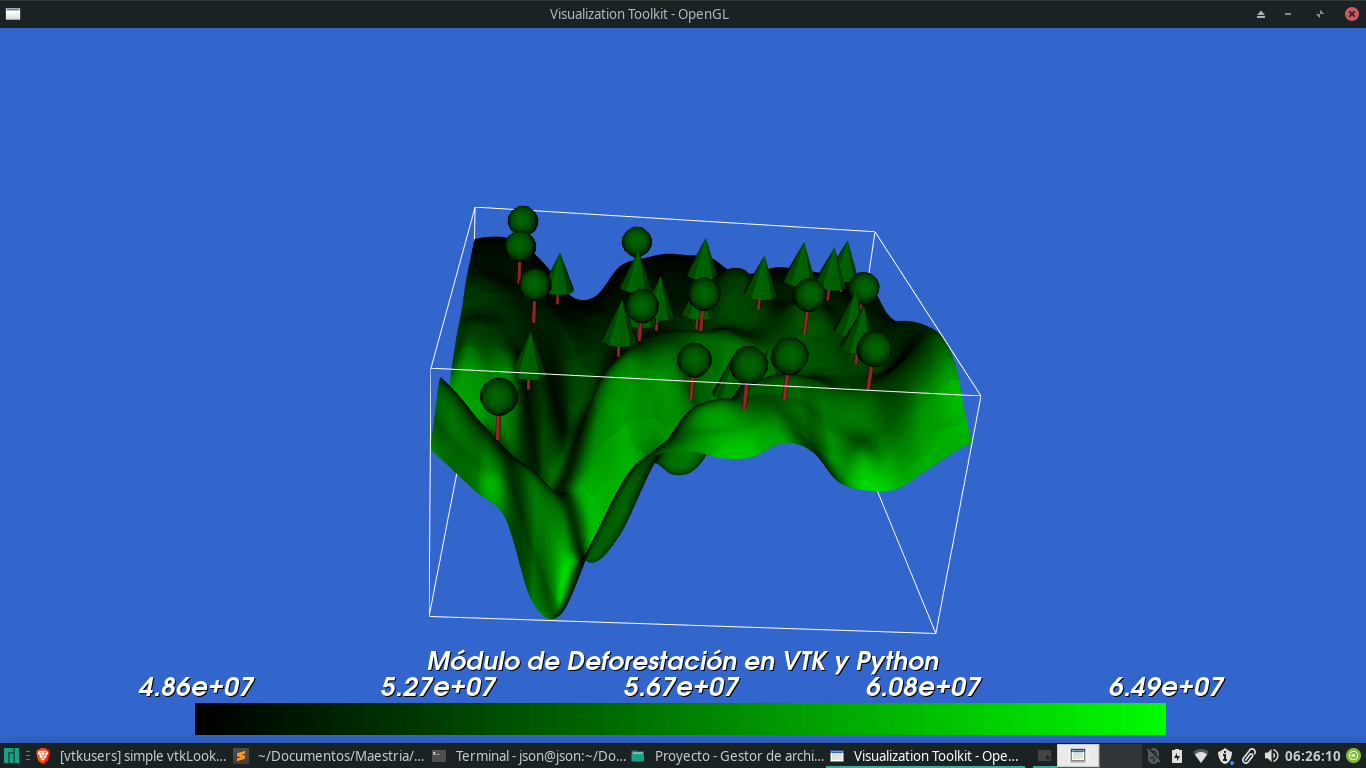 Visualization Toolkit - OpenGL
Módulo de Deforestación en VTK y Python
4.86e+07 5.27e+07 5.67e+07 6.08e+07 6.49e+07
[vtkusers] simple vtkLook... ~/Documentos/Maestria/... Terminal - json@json:~/Do... Proyecto - Gestor de archi... Visualization Toolkit - Ope... 06:26:10